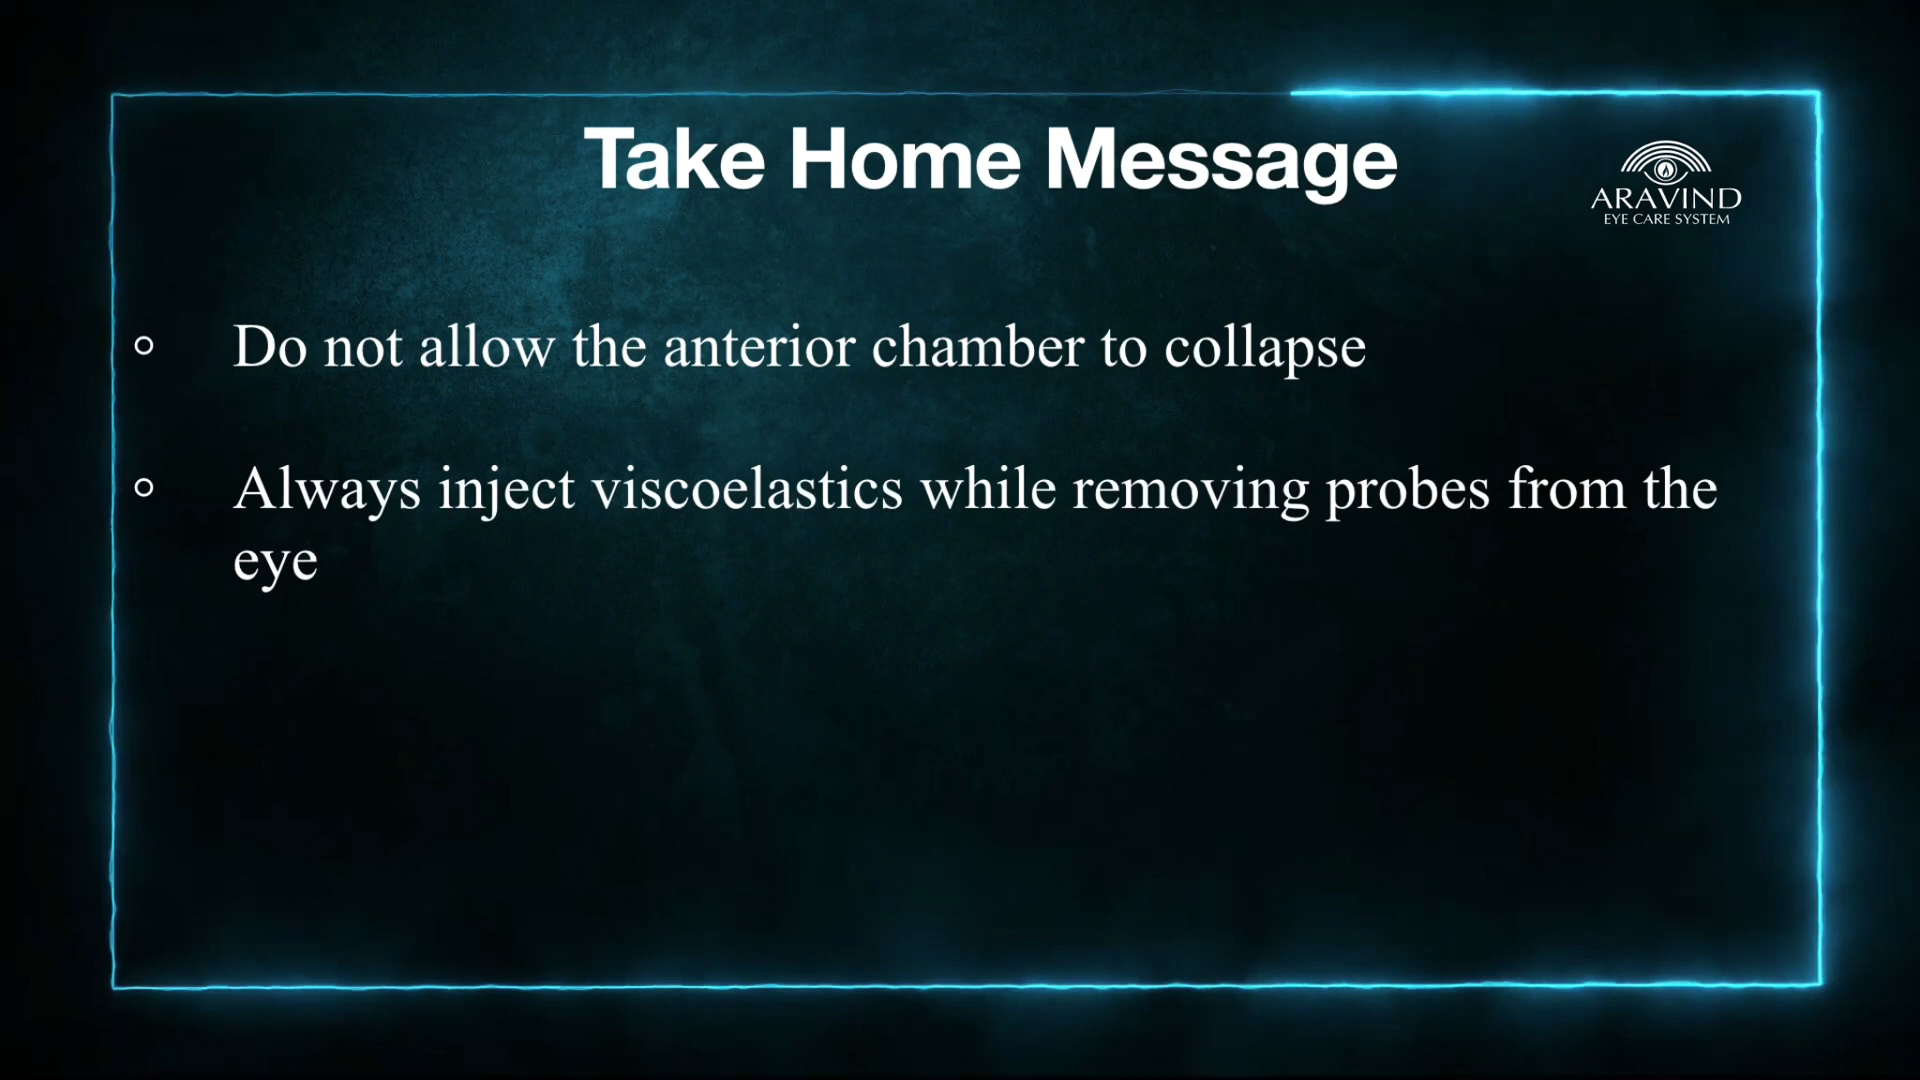 Take Home Message
ARAVIND
EYE CARE SYSTEM
Do not allow the anterior chamber to collapse
Always inject viscoelastics while removing probes from the
eye